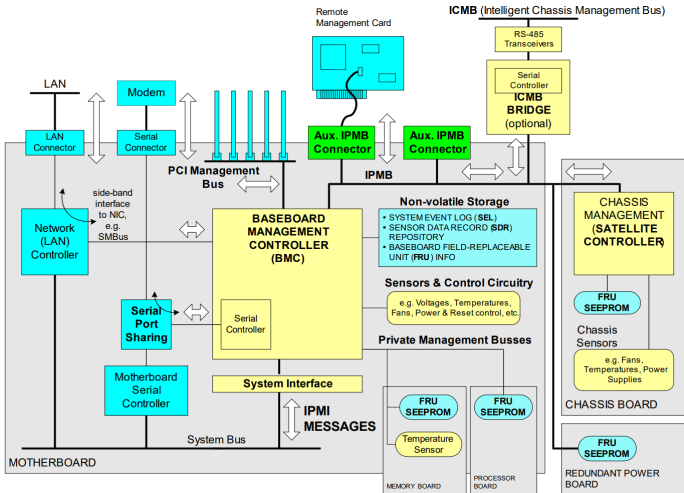 Remote
Management Card
ICMB (Intelligent Chassis Management Bus)
RS-485
Transceivers
Serial
Controller
ICMB
BRIDGE
(optional)
LAN
Modem
LAN
Connector
Serial
Connector
Aux. IPMB
Connector
Aux. IPMB
Connector
PCI Management
Bus
IPMB
side-band
interface
to NIC,
e.g.
SMBus
Network
(LAN)
Controller
BASEBOARD
MANAGEMENT
CONTROLLER
(BMC)
Non-volatile Storage
• SYSTEM EVENT LOG (SEL)
• SENSOR DATA RECORD (SDR)
REPOSITORY
• BASEBOARD FIELD-REPLACEABLE
UNIT (FRU) INFO
CHASSIS
MANAGEMENT
(SATELLITE
CONTROLLER)
Sensors & Control Circuitry
e.g. Voltages, Temperatures,
Fans, Power & Reset control, etc.
FRU
SEEPROM
Chassis
Sensors
e.g. Fans,
Temperatures, Power
Supplies
CHASSIS BOARD
Serial
Port
Sharing
Serial
Controller
Private Management Busses
Motherboard
Serial
Controller
System Interface
IPMI
MESSAGES
System Bus
MOTHERBOARD
FRU
SEEPROM
Temperature
Sensor
MEMORY BOARD
FRU
SEEPROM
PROCESSOR
BOARD
FRU
SEEPROM
REDUNDANT POWER
BOARD